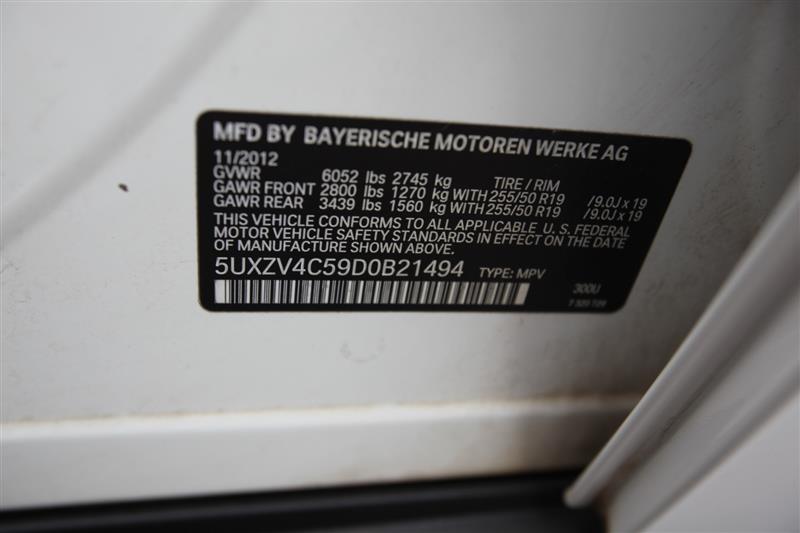 MFD BY BAYERISCHE MOTOREN WERKE AG
11/2012
GVWR 6052 lbs 2745 kg TIRE / RIM
GAWR FRONT 2800 lbs 1270 kg WITH 255/50 R19 / 9.0J x 19
GAWR REAR 3439 lbs 1560 kg WITH 255/50 R19 / 9.0J x 19
THIS VEHICLE CONFORMS TO ALL APPLICABLE U. S. FEDERAL
MOTOR VEHICLE SAFETY STANDARDS IN EFFECT ON THE DATE
OF MANUFACTURE SHOWN ABOVE.
5UXZV4C59D0B21494 TYPE: MPV
300U